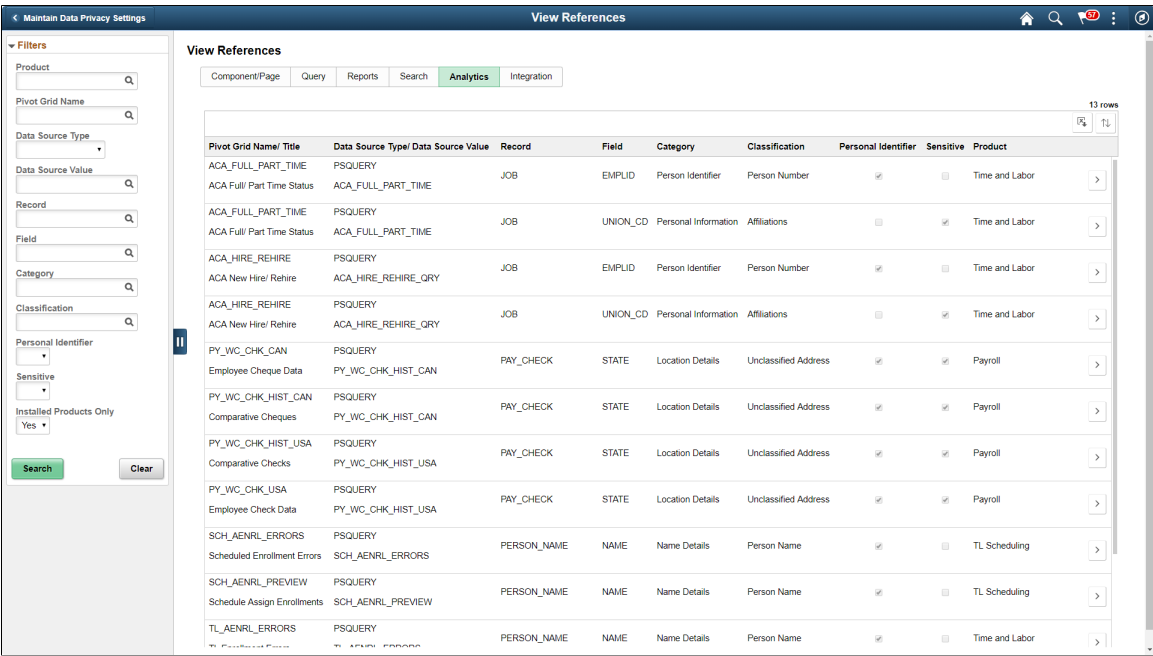 Maintain Data Privacy Settings
View References
57
Filters
Product
Pivot Grid Name
Data Source Type
Data Source Value
Record
Field
Category
Classification
Personal Identifier
Sensitive
Installed Products Only
Yes
Search Clear
View References
Component/Page Query Reports Search Analytics Integration
13 rows
Pivot Grid Name/ Title Data Source Type/ Data Source Value Record Field Category Classification Personal Identifier Sensitive Product
ACA_FULL_PART_TIME PSQUERY
JOB EMPLID Person Identifier Person Number Time and Labor
ACA Full/ Part Time Status ACA_FULL_PART_TIME
ACA_FULL_PART_TIME PSQUERY
JOB UNION_CD Personal Information Affiliations Time and Labor
ACA Full/ Part Time Status ACA_FULL_PART_TIME
ACA_HIRE_REHIRE PSQUERY
JOB EMPLID Person Identifier Person Number Time and Labor
ACA New Hire/ Rehire ACA_HIRE_REHIRE_QRY
ACA_HIRE_REHIRE PSQUERY
JOB UNION_CD Personal Information Affiliations Time and Labor
ACA New Hire/ Rehire ACA_HIRE_REHIRE_QRY
PY_WC_CHK_CAN PSQUERY
PAY_CHECK STATE Location Details Unclassified Address Payroll
Employee Cheque Data PY_WC_CHK_HIST_CAN
PY_WC_CHK_HIST_CAN PSQUERY
PAY_CHECK STATE Location Details Unclassified Address Payroll
Comparative Cheques PY_WC_CHK_HIST_CAN
PY_WC_CHK_HIST_USA PSQUERY
PAY_CHECK STATE Location Details Unclassified Address Payroll
Comparative Checks PY_WC_CHK_HIST_USA
PY_WC_CHK_USA PSQUERY
PAY_CHECK STATE Location Details Unclassified Address Payroll
Employee Check Data PY_WC_CHK_HIST_USA
SCH_AENRL_ERRORS PSQUERY
PERSON_NAME NAME Name Details Person Name TL Scheduling
Scheduled Enrollment Errors SCH_AENRL_ERRORS
SCH_AENRL_PREVIEW PSQUERY
PERSON_NAME NAME Name Details Person Name TL Scheduling
Schedule Assign Enrollments SCH_AENRL_PREVIEW
TL_AENRL_ERRORS PSQUERY
PERSON_NAME NAME Name Details Person Name Time and Labor